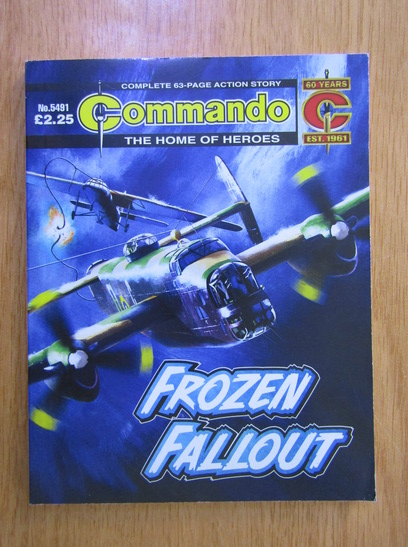 COMPLETE 63-PAGE ACTION STORY
No.5491
£2.25
Commando
THE HOME OF HEROES
60 YEARS
C
EST. 1961
FROZEN
FALLOUT